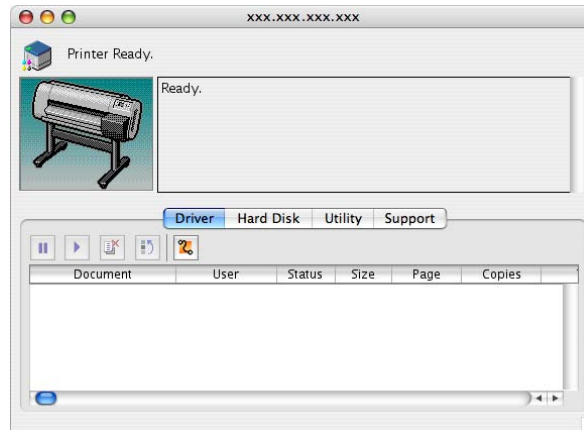 xxx.xxx.xxx.xxx
Printer Ready.
Ready.
Driver Hard Disk Utility Support
Document User Status Size Page Copies